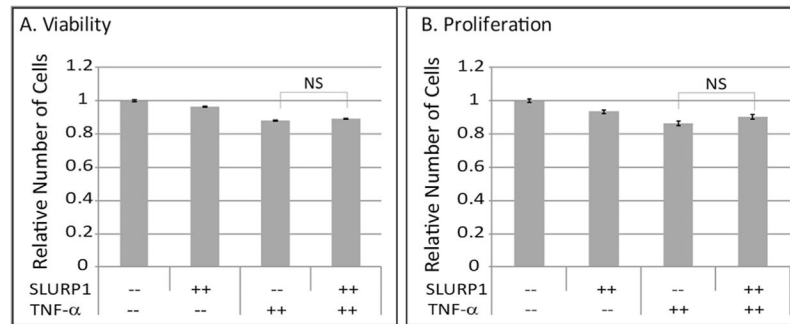 A. Viability
Relative Number of Cells
1.2
1
0.8
0.6
0.4
0.2
0
NS
SLURP1 -- ++ -- ++
TNF-α -- -- ++ ++
B. Proliferation
Relative Number of Cells
1.2
1
0.8
0.6
0.4
0.2
0
NS
SLURP1 -- ++ -- ++
TNF-α -- -- ++ ++